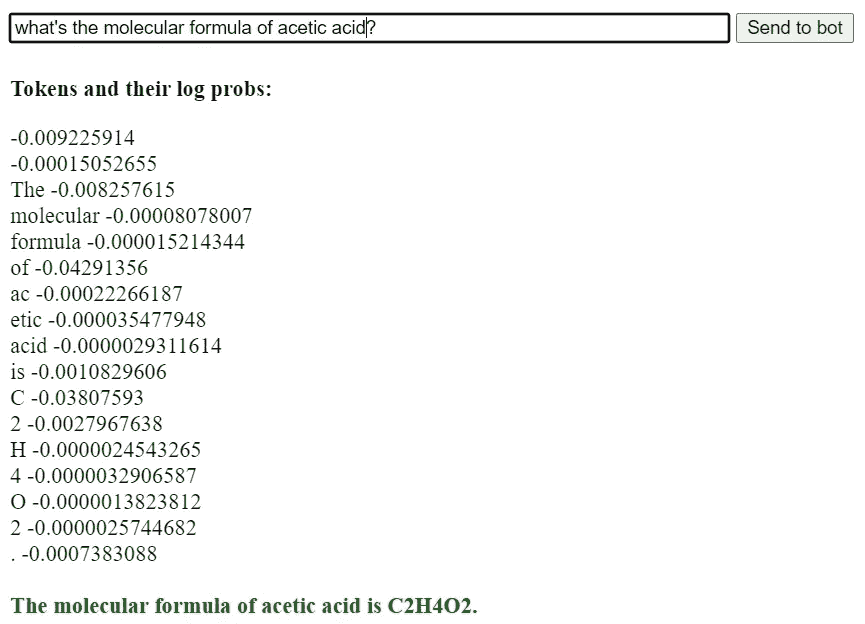 what's the molecular formula of acetic acid?
Send to bot
Tokens and their log probs:
-0.009225914
-0.00015052655
The -0.008257615
molecular -0.00008078007
formula -0.000015214344
of -0.04291356
ac -0.00022266187
etic -0.000035477948
acid -0.0000029311614
is -0.0010829606
C -0.03807593
2 -0.0027967638
H -0.0000024543265
4 -0.0000032906587
O -0.0000013823812
2 -0.0000025744682
. -0.0007383088
The molecular formula of acetic acid is C2H4O2.